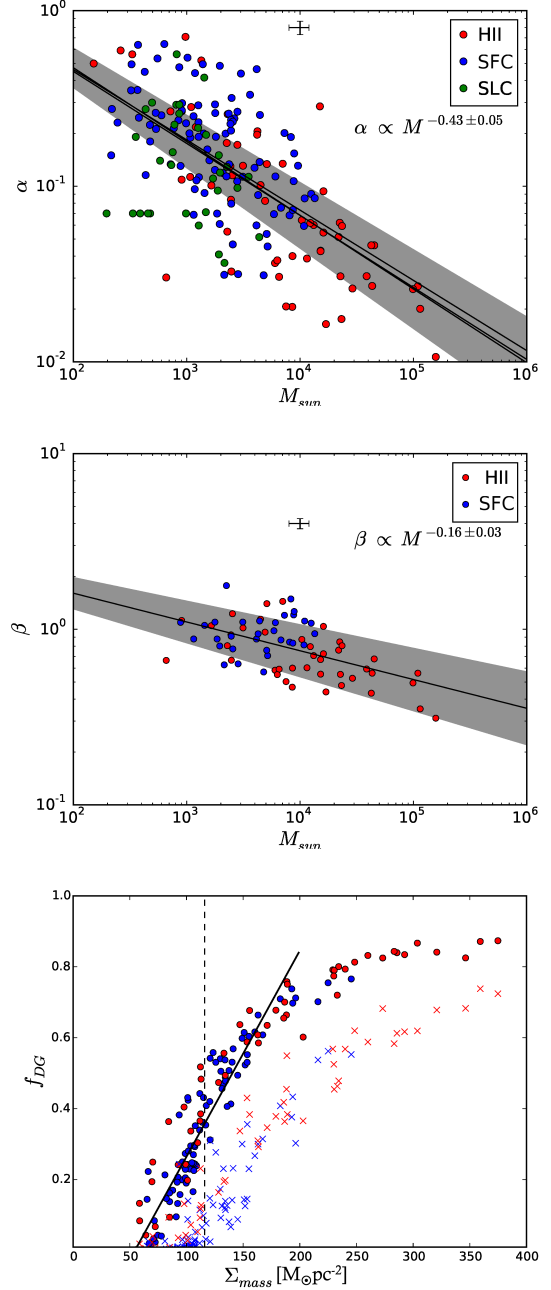 10^0
HII
SFC
SLC
α ∝ M^−0.43±0.05
α
10^-1
10^-2
10^2 10^3 10^4 10^5 10^6
M_sun
10^1
HII
SFC
β ∝ M^−0.16±0.03
β
10^0
10^-1
10^2 10^3 10^4 10^5 10^6
M_sun
1.0
0.8
0.6
f_DG
0.4
0.2
0 50 100 150 200 250 300 350 400
Σ_mass [M_⊙pc^-2]